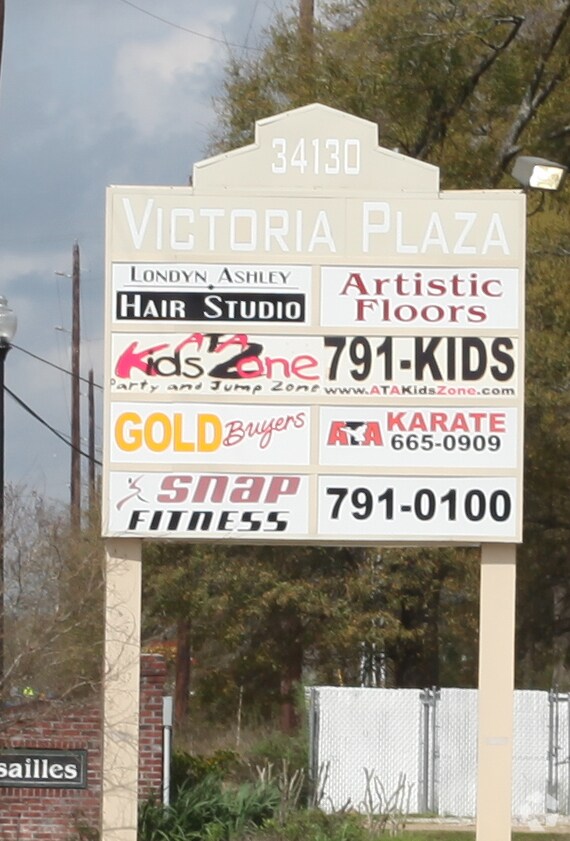 34130
VICTORIA PLAZA
LONDYN ASHLEY
HAIR STUDIO
Artistic
Floors
ATA
Kids Zone
Party and Jump Zone
791-KIDS
www.ATAKidsZone.com
GOLD Buyers
ATA KARATE
665-0909
SNAP
FITNESS
791-0100
sailles